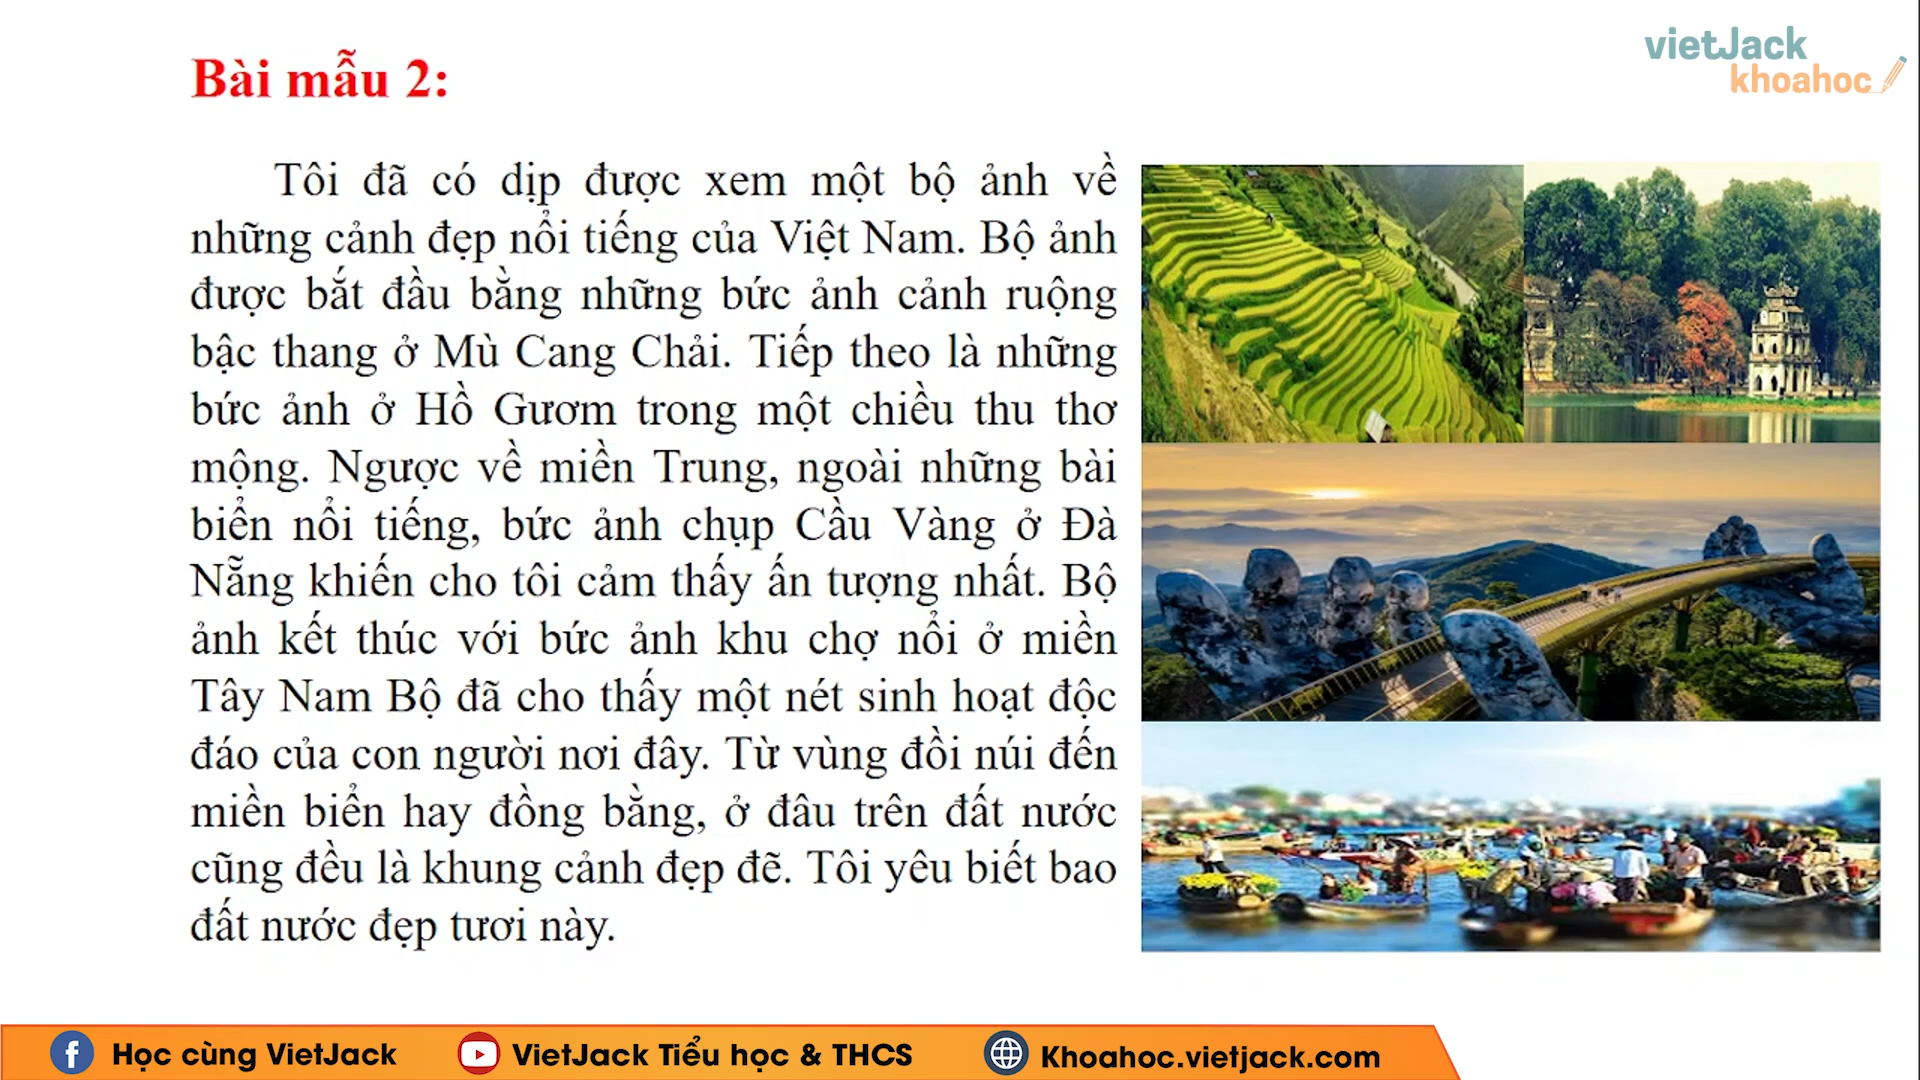 vietJack
khoahoc
Bài mẫu 2:
Tôi đã có dịp được xem một bộ ảnh về
những cảnh đẹp nổi tiếng của Việt Nam. Bộ ảnh
được bắt đầu bằng những bức ảnh cảnh ruộng
bậc thang ở Mù Cang Chải. Tiếp theo là những
bức ảnh ở Hồ Gươm trong một chiều thu thơ
mộng. Ngược về miền Trung, ngoài những bài
biển nổi tiếng, bức ảnh chụp Cầu Vàng ở Đà
Nẵng khiến cho tôi cảm thấy ấn tượng nhất. Bộ
ảnh kết thúc với bức ảnh khu chợ nổi ở miền
Tây Nam Bộ đã cho thấy một nét sinh hoạt độc
đáo của con người nơi đây. Từ vùng đồi núi đến
miền biển hay đồng bằng, ở đâu trên đất nước
cũng đều là khung cảnh đẹp đẽ. Tôi yêu biết bao
đất nước đẹp tươi này.
Học cùng VietJack
VietJack Tiểu học & THCS
Khoahoc.vietjack.com